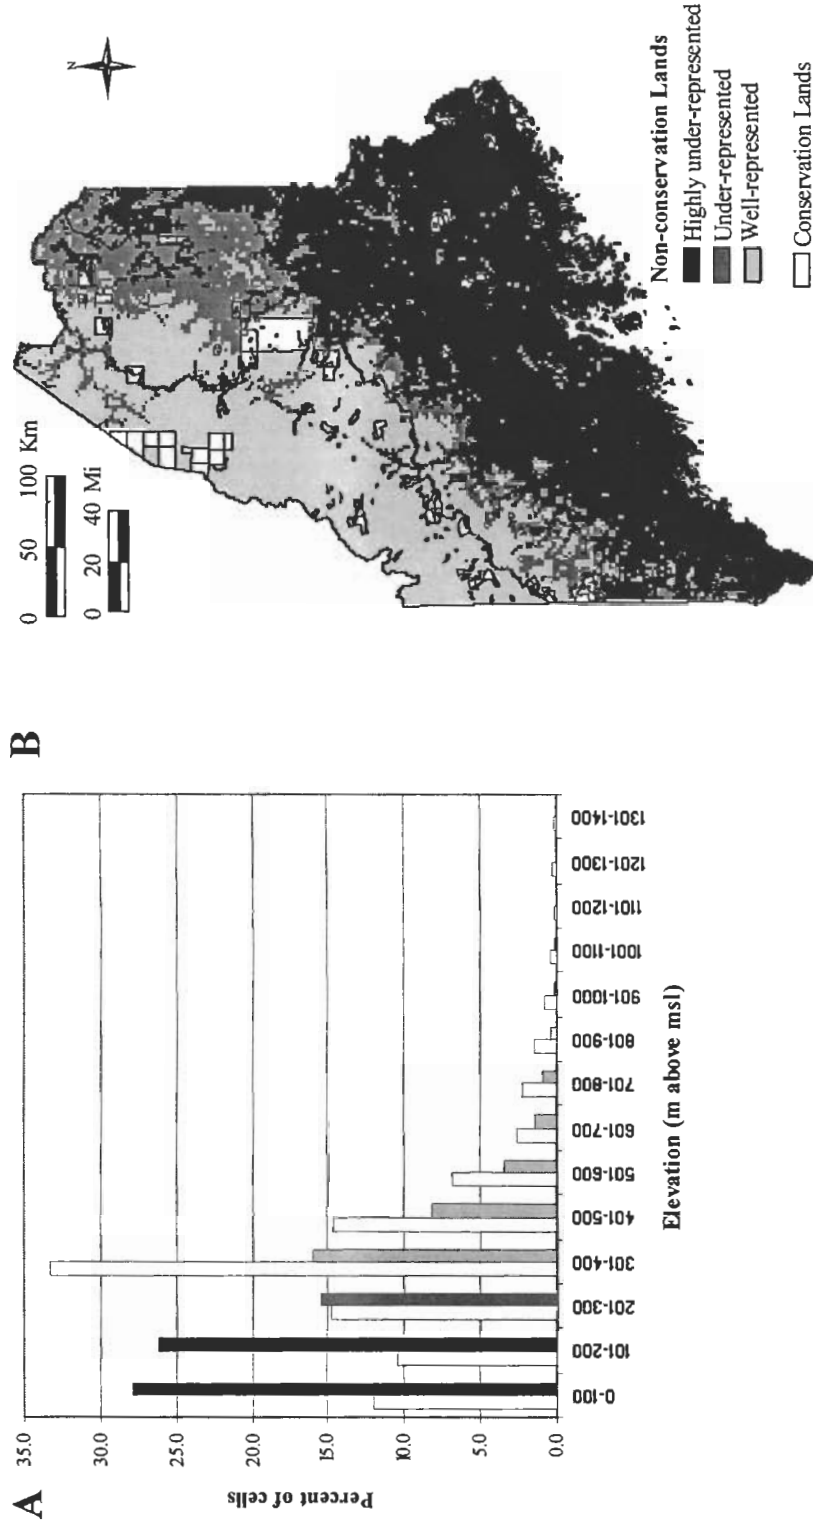 A
Percent of cells
35.0
30.0
25.0
20.0
15.0
10.0
5.0
0.0
0-100
101-200
201-300
301-400
401-500
501-600
601-700
701-800
801-900
901-1000
1001-1100
1101-1200
1201-1300
1301-1400
Elevation (m above msl)
B
0 50 100 Km
0 20 40 Mi
N
Non-conservation Lands
Highly under-represented
Under-represented
Well-represented
Conservation Lands